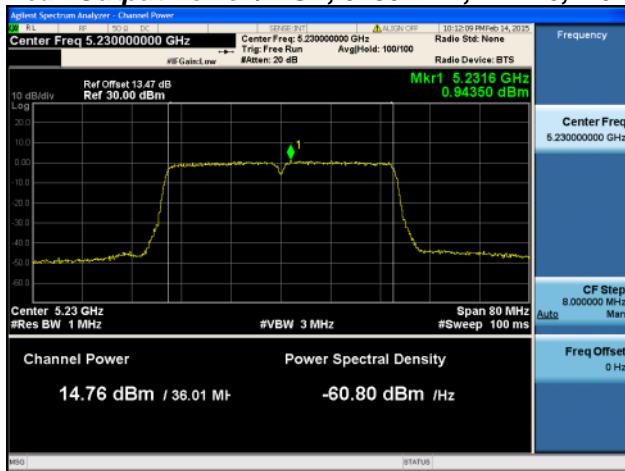 Agilent Spectrum Analyzer - Channel Power
RL RF 50 Ω DC SENSE:INT ALIGN OFF 10:12:09 PM Feb 14, 2015
Center Freq 5.230000000 GHz Center Freq: 5.230000000 GHz Radio Std: None Frequency
Trig: Free Run Avg|Hold: 100/100
#IFGain:Low #Atten: 20 dB Radio Device: BTS
Ref Offset 13.47 dB Mkr1 5.2316 GHz
10 dB/div Ref 30.00 dBm 0.94350 dBm
Log
20.0
10.0
0.00
-10.0
-20.0
-30.0
-40.0
-50.0
-60.0
1
Center Freq
5.230000000 GHz
Center 5.23 GHz Span 80 MHz
#Res BW 1 MHz #VBW 3 MHz #Sweep 100 ms
CF Step
8.000000 MHz
Auto Man
Channel Power Power Spectral Density
14.76 dBm / 36.01 MH -60.80 dBm /Hz
Freq Offset
0 Hz
MSG STATUS